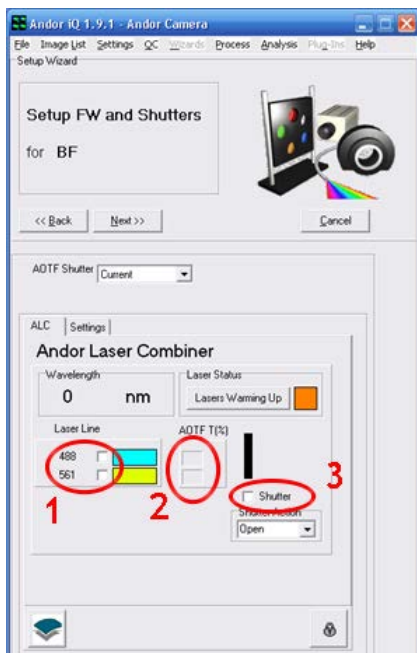 Andor iQ 1.9.1 - Andor Camera
File Image List Settings QC Wizards Process Analysis Plug-Ins Help
Setup Wizard
Setup FW and Shutters
for BF
<< Back Next >> Cancel
AOTF Shutter Current
ALC Settings
Andor Laser Combiner
Wavelength Laser Status
0 nm Lasers Warming Up
Laser Line AOTF T(%)
488
561
1 2 3
Shutter
Shutter Action
Open